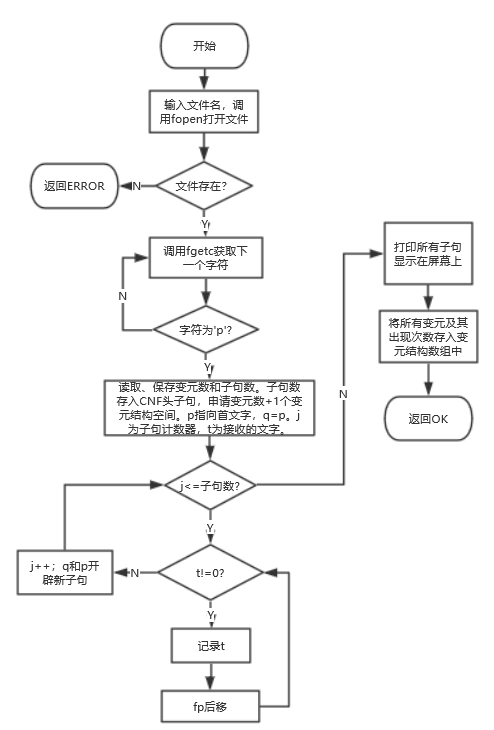 开始
输入文件名，调
用fopen打开文件
文件存在？
N
返回ERROR
Y
调用fgetc获取下
一个字符
N
字符为'p'？
Y
读取、保存变元数和子句数。子句数
存入CNF头子句，申请变元数+1个变
元结构空间。p指向首文字，q=p。j
为子句计数器，t为接收的文字。
j<=子句数？
N
打印所有子句
显示在屏幕上
将所有变元及其
出现次数存入变
元结构数组中
返回OK
Y
t!=0？
N
j++；q和p开
辟新子句
Y
记录t
fp后移